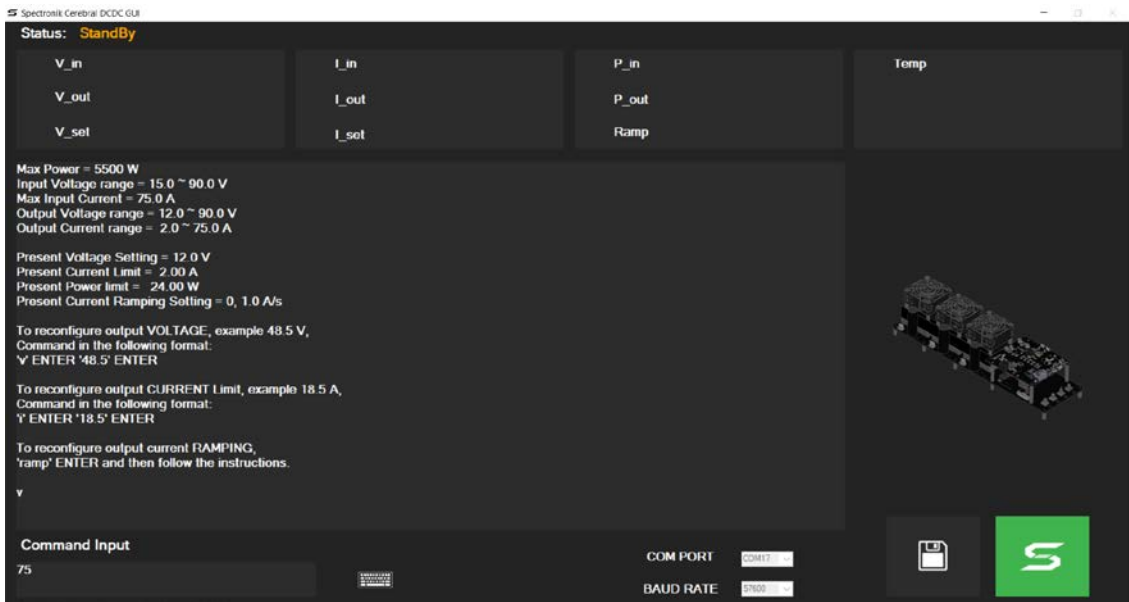 Spectronik Cerebral DCDC GUI
Status: StandBy
V_in I_in P_in Temp
V_out I_out P_out
V_set I_set Ramp
Max Power = 5500 W
Input Voltage range = 15.0 ~ 90.0 V
Max Input Current = 75.0 A
Output Voltage range = 12.0 ~ 90.0 V
Output Current range = 2.0 ~ 75.0 A
Present Voltage Setting = 12.0 V
Present Current Limit = 2.00 A
Present Power limit = 24.00 W
Present Current Ramping Setting = 0, 1.0 A/s
To reconfigure output VOLTAGE, example 48.5 V,
Command in the following format:
'v' ENTER '48.5' ENTER
To reconfigure output CURRENT Limit, example 18.5 A,
Command in the following format:
'i' ENTER '18.5' ENTER
To reconfigure output current RAMPING,
'ramp' ENTER and then follow the instructions.
v
Command Input
75
COM PORT COM17
BAUD RATE 57600